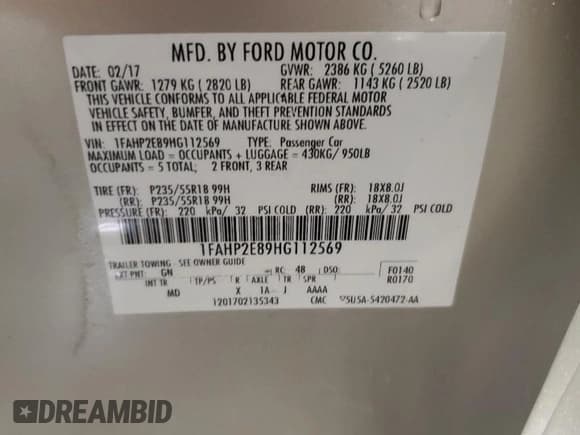 MFD. BY FORD MOTOR CO.
DATE: 02/17 GVWR: 2386 KG ( 5260 LB)
FRONT GAWR: 1279 KG ( 2820 LB) REAR GAWR: 1143 KG ( 2520 LB)
THIS VEHICLE CONFORMS TO ALL APPLICABLE FEDERAL MOTOR
VEHICLE SAFETY, BUMPER, AND THEFT PREVENTION STANDARDS
IN EFFECT ON THE DATE OF MANUFACTURE SHOWN ABOVE.
VIN: 1FAHP2E89HG112569 TYPE: Passenger Car
MAXIMUM LOAD = OCCUPANTS + LUGGAGE = 430KG/ 950LB
OCCUPANTS = 5 TOTAL; 2 FRONT, 3 REAR
TIRE (FR): P235/55R18 99H RIMS (FR): 18X8.0J
(RR): P235/55R18 99H (RR): 18X8.0J
PRESSURE (FR): 220 kPa/ 32 PSI COLD (RR): 220 kPa/ 32 PSI COLD
1FAHP2E89HG112569
TRAILER TOWING - SEE OWNER GUIDE
EXT PNT: GN RC: 48 DSO: F0140
INT TR TP/PS R AXLE TR SPR R0170
MD X 1A J AAAA
1201702135343 CMC 5U5A-5420472-AA
DREAMBID